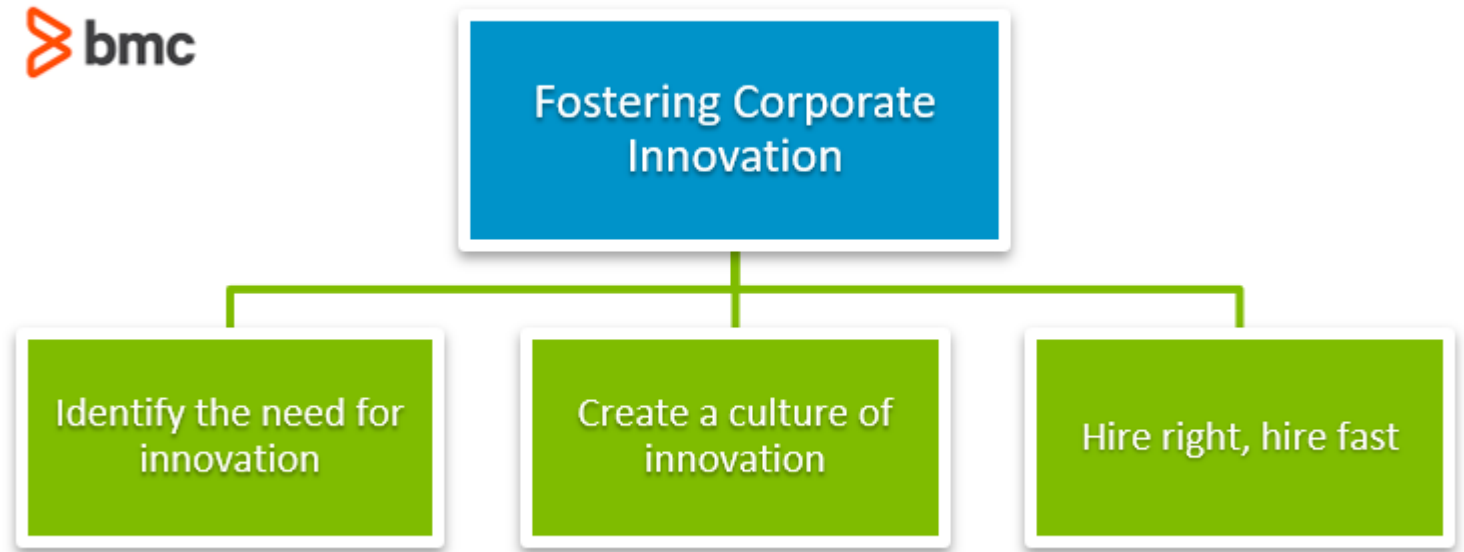 bmc
Fostering Corporate
Innovation
Identify the need for
innovation
Create a culture of
innovation
Hire right, hire fast